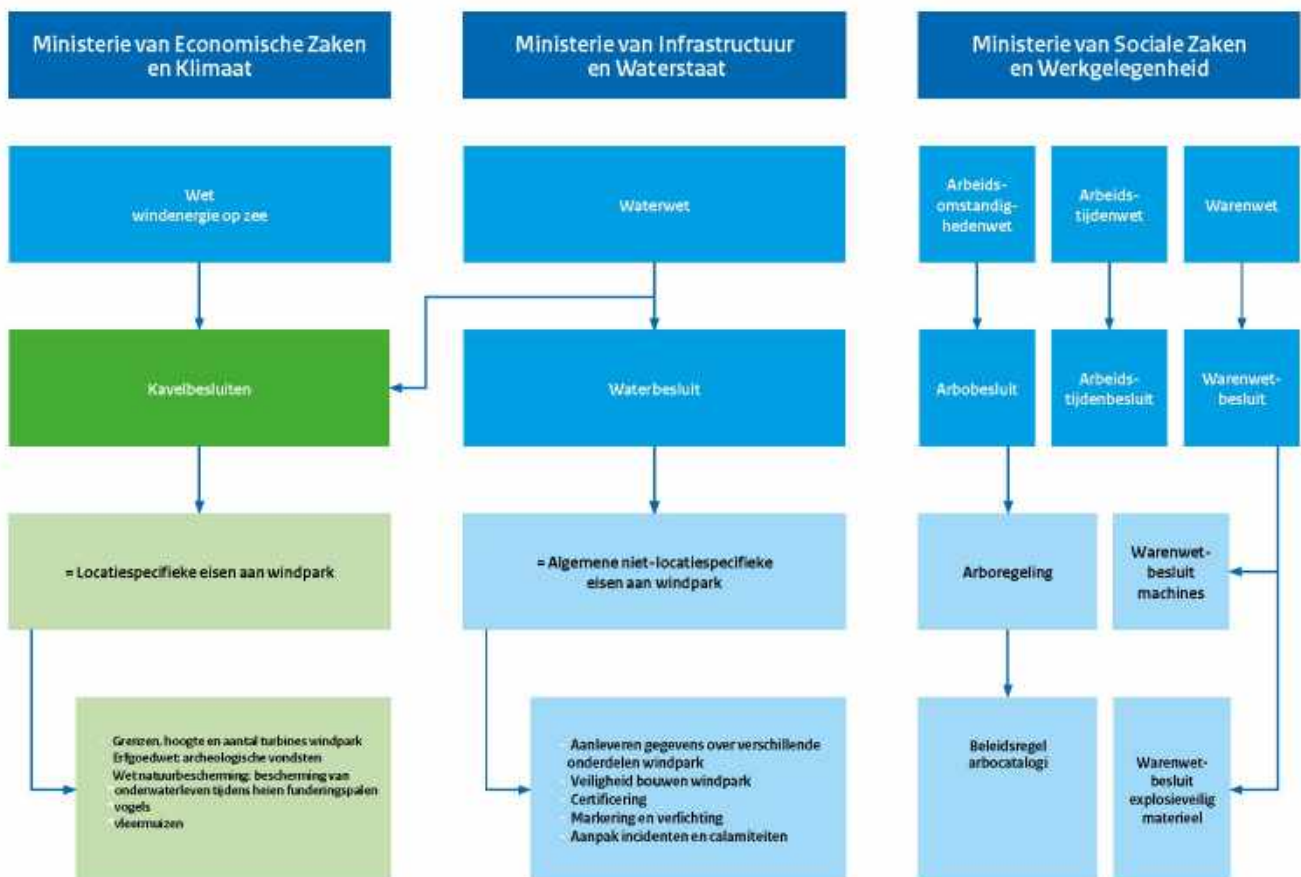 Ministerie van Economische Zaken
en Klimaat
Ministerie van Infrastructuur
en Waterstaat
Ministerie van Sociale Zaken
en Werkgelegenheid
Wet
windenergie op zee
Waterwet
Arbeids-
omstandig-
hedenwet
Arbeids-
tijdenwet
Warenwet
Kavelbesluiten
Waterbesluit
Arbobesluit
Arbeids-
tijdenbesluit
Warenwet-
besluit
= Locatiespecifieke eisen aan windpark
= Algemene niet-locatiespecifieke
eisen aan windpark
Arboregeling
Warenwet-
besluit
machines
Grenzen, hoogte en aantal turbines windpark
Erfgoedwet: archeologische vondsten
Wet natuurbescherming: bescherming van
onderwaterleven tijdens heien funderingspalen
vogels
vleermuizen
Aanleveren gegevens over verschillende
onderdelen windpark
Veiligheid bouwen windpark
Certificering
Markering en verlichting
Aanpak incidenten en calamiteiten
Beleidsregel
arbocatalogi
Warenwet-
besluit
explosieveilig
materieel